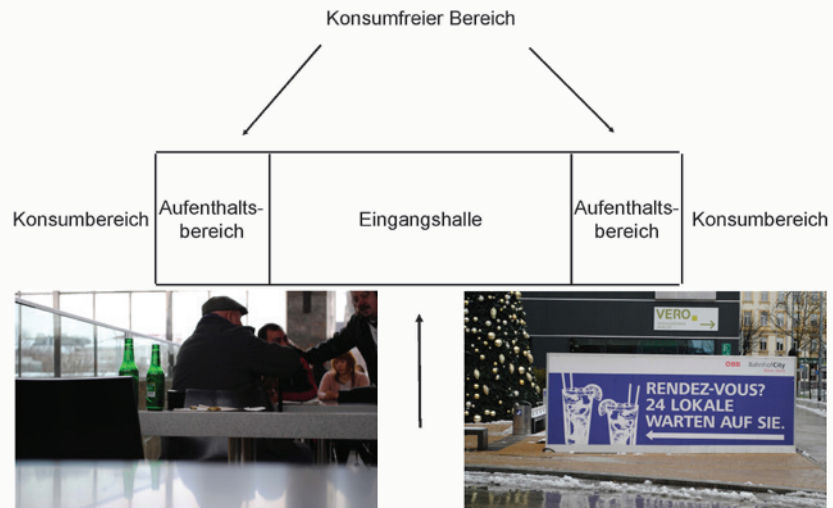 Konsumfreier Bereich
Konsumbereich
Aufenthalts-
bereich
Eingangshalle
Aufenthalts-
bereich
Konsumbereich
VERO.
ÖBB BahnhofCity
RENDEZ-VOUS?
24 LOKALE
WARTEN AUF SIE.